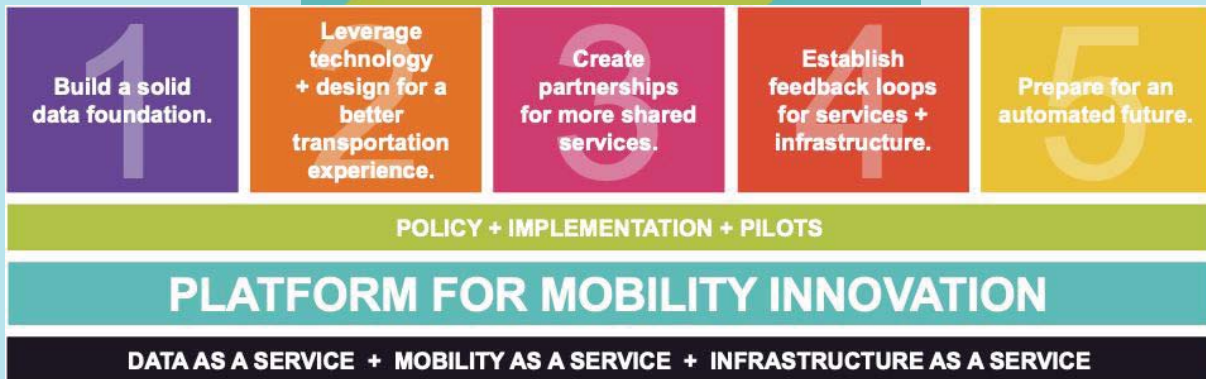 1
Build a solid
data foundation.
2
Leverage
technology
+ design for a
better
transportation
experience.
3
Create
partnerships
for more shared
services.
4
Establish
feedback loops
for services +
infrastructure.
5
Prepare for an
automated future.
POLICY + IMPLEMENTATION + PILOTS
PLATFORM FOR MOBILITY INNOVATION
DATA AS A SERVICE + MOBILITY AS A SERVICE + INFRASTRUCTURE AS A SERVICE